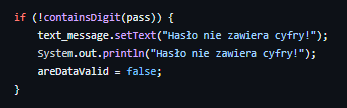 if (!containsDigit(pass)) {
    text_message.setText("Hasło nie zawiera cyfry!");
    System.out.println("Hasło nie zawiera cyfry!");
    areDataValid = false;
}